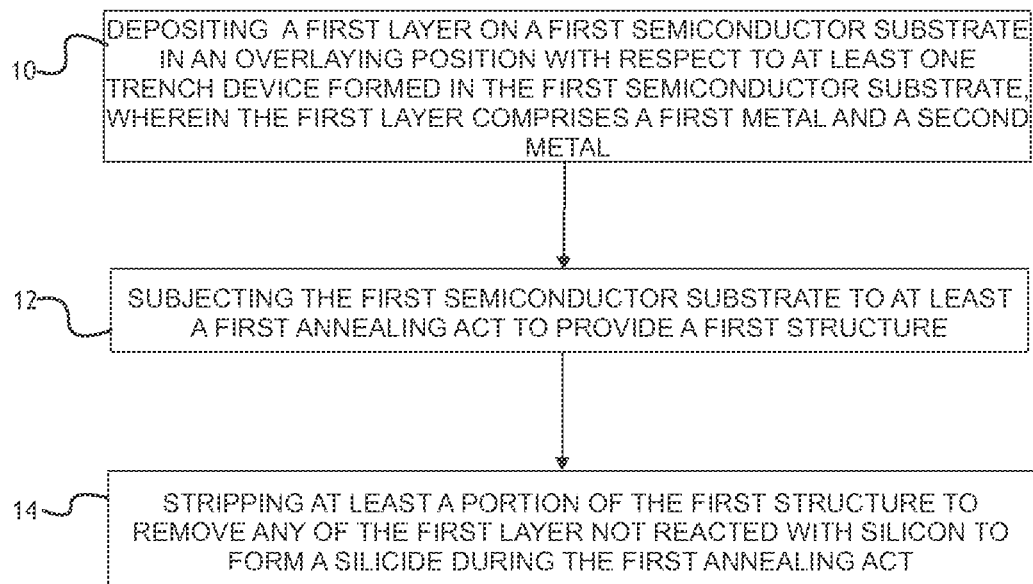 DEPOSITING A FIRST LAYER ON A FIRST SEMICONDUCTOR SUBSTRATE
IN AN OVERLAYING POSITION WITH RESPECT TO AT LEAST ONE
TRENCH DEVICE FORMED IN THE FIRST SEMICONDUCTOR SUBSTRATE,
WHEREIN THE FIRST LAYER COMPRISES A FIRST METAL AND A SECOND
METAL
10
SUBJECTING THE FIRST SEMICONDUCTOR SUBSTRATE TO AT LEAST
A FIRST ANNEALING ACT TO PROVIDE A FIRST STRUCTURE
12
STRIPPING AT LEAST A PORTION OF THE FIRST STRUCTURE TO
REMOVE ANY OF THE FIRST LAYER NOT REACTED WITH SILICON TO
FORM A SILICIDE DURING THE FIRST ANNEALING ACT
14